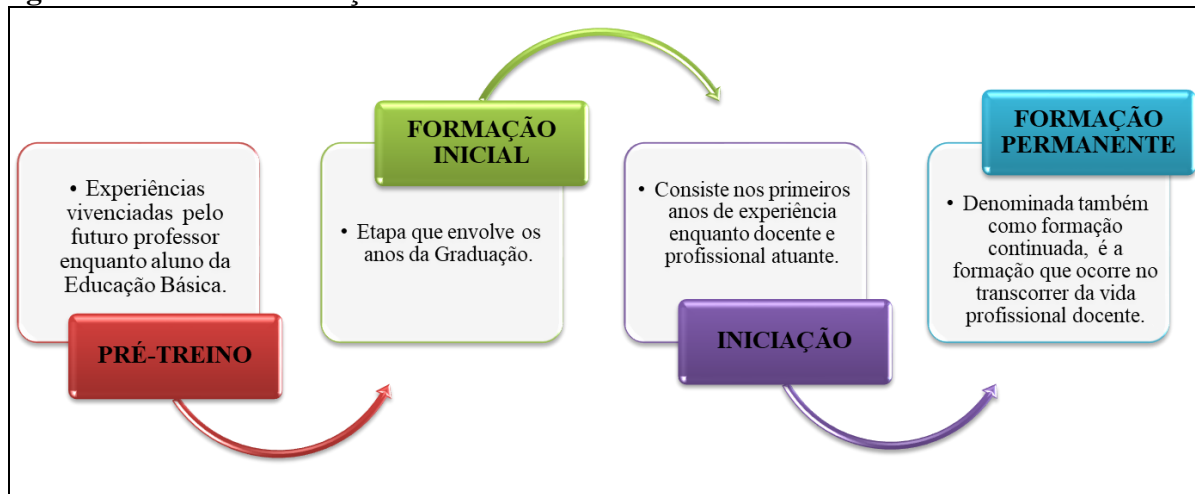 • Experiências
vivenciadas pelo
futuro professor
enquanto aluno da
Educação Básica.
PRÉ-TREINO
FORMAÇÃO
INICIAL
• Etapa que envolve os
anos da Graduação.
• Consiste nos primeiros
anos de experiência
enquanto docente e
profissional atuante.
INICIAÇÃO
FORMAÇÃO
PERMANENTE
• Denominada também
como formação
continuada, é a
formação que ocorre no
transcorrer da vida
profissional docente.